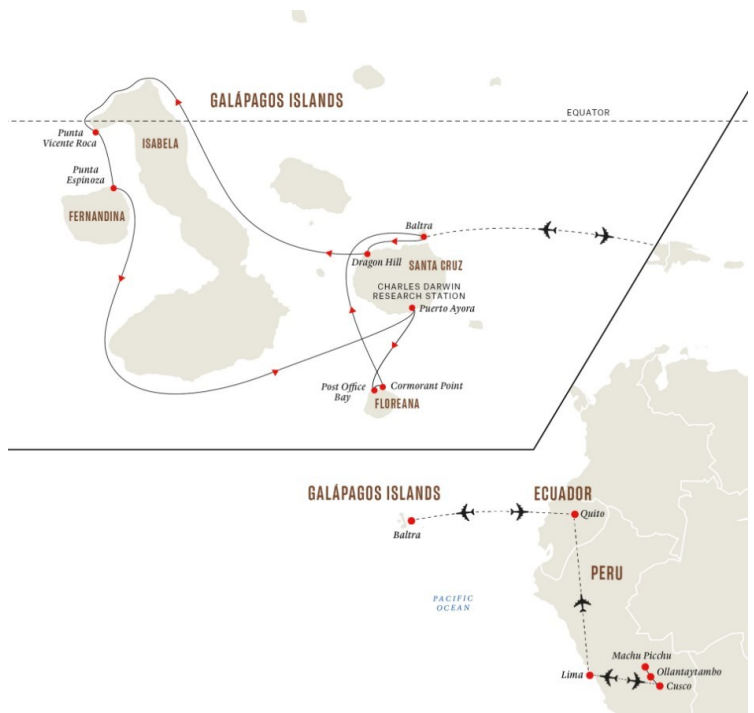 GALÁPAGOS ISLANDS
EQUATOR
Punta
Vicente Roca
ISABELA
Punta
Espinoza
FERNANDINA
Baltra
Dragon Hill
SANTA CRUZ
CHARLES DARWIN
RESEARCH STATION
Puerto Ayora
Post Office
Bay
Cormorant Point
FLOREANA
GALÁPAGOS ISLANDS
ECUADOR
Baltra
Quito
PERU
PACIFIC
OCEAN
Machu Picchu
Ollantaytambo
Lima
Cusco